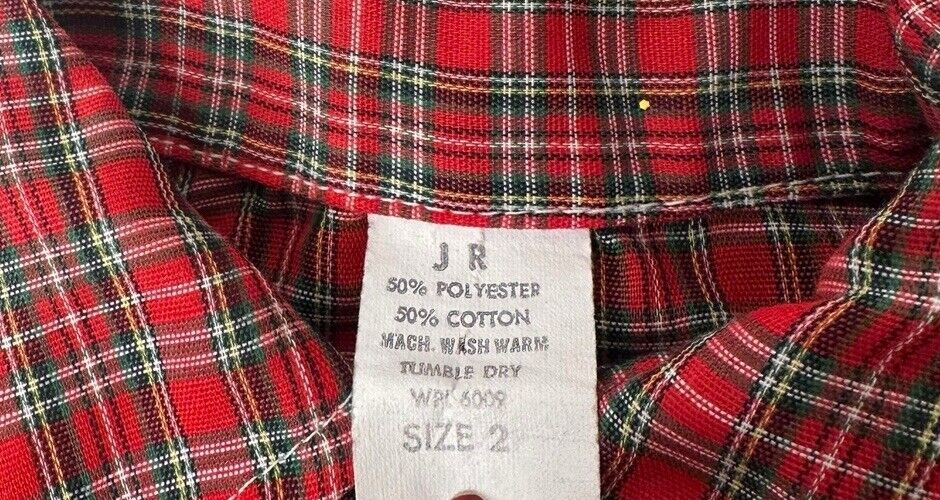 J R
50% POLYESTER
50% COTTON
MACH. WASH WARM
TUMBLE DRY
WPL 6009
SIZE 2